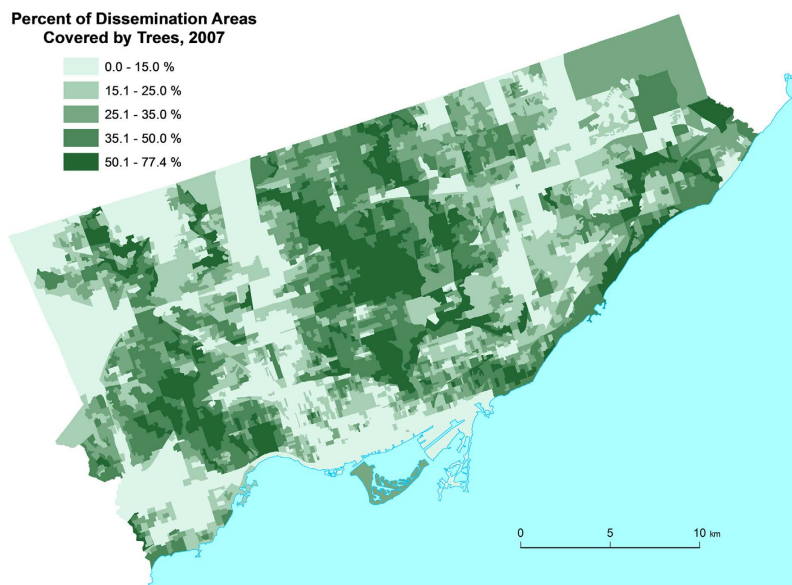 Percent of Dissemination Areas
Covered by Trees, 2007
0.0 - 15.0 %
15.1 - 25.0 %
25.1 - 35.0 %
35.1 - 50.0 %
50.1 - 77.4 %
0 5 10 km